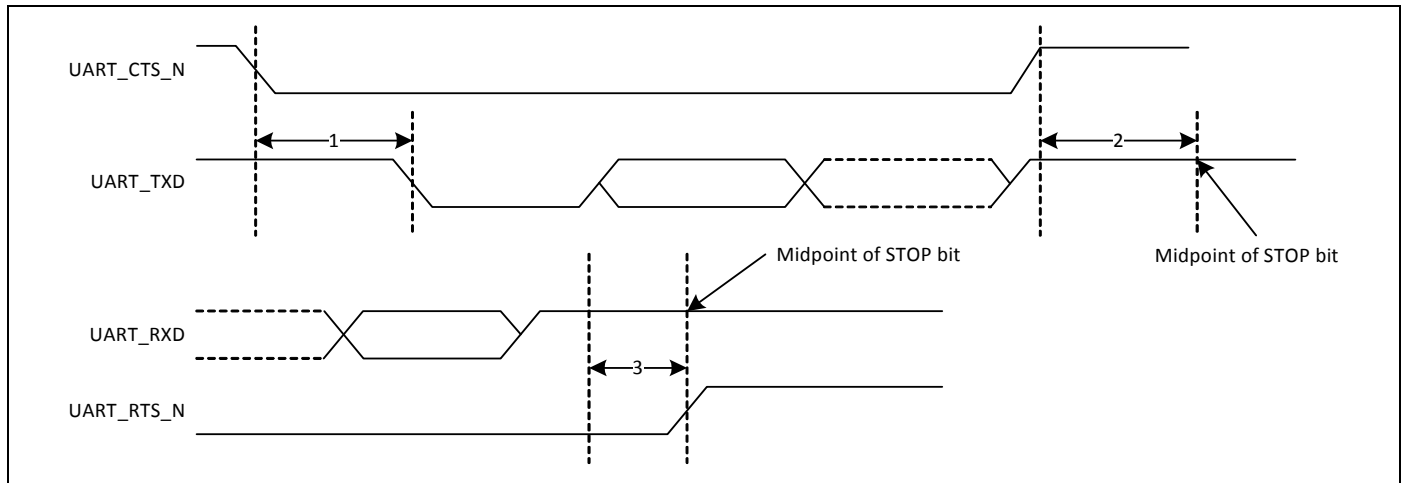 UART_CTS_N
1
2
UART_TXD
Midpoint of STOP bit
Midpoint of STOP bit
UART_RXD
3
UART_RTS_N